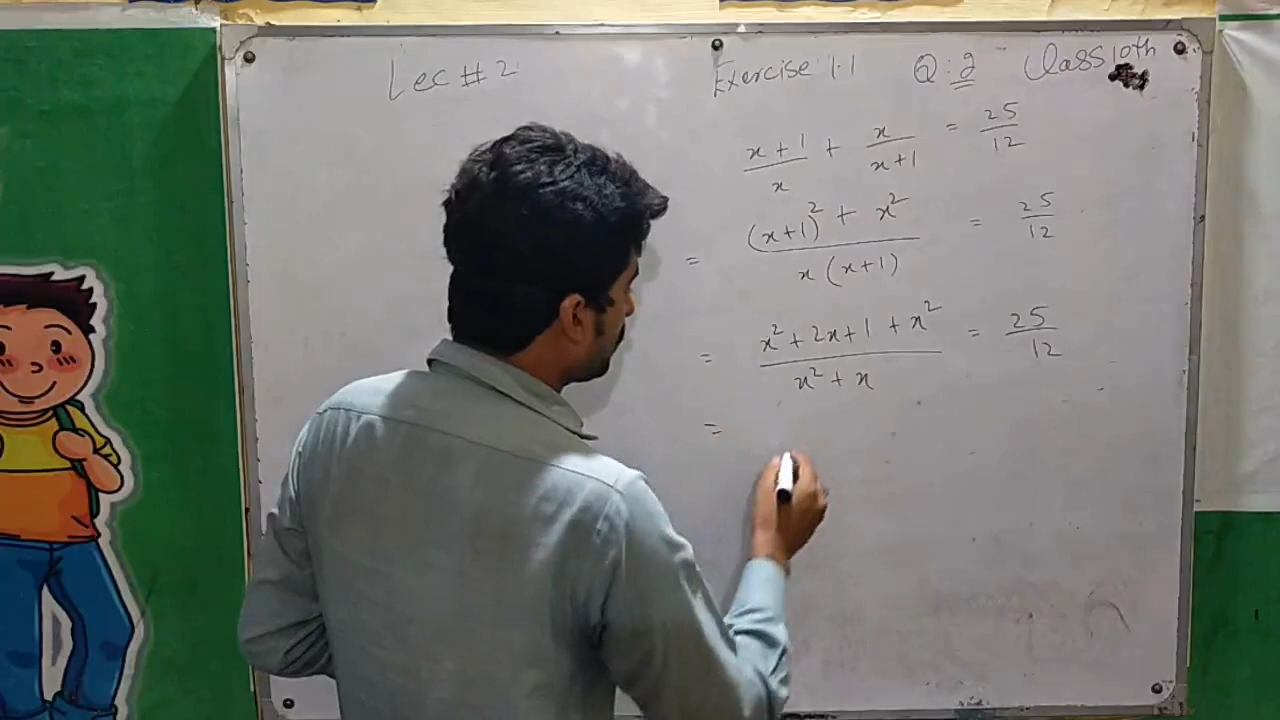 Lec # 2 Exercise 1.1 Q:2 Class 10th
(x+1)/x + x/(x+1) = 25/12
= ((x+1)² + x²)/(x(x+1)) = 25/12
= (x² + 2x + 1 + x²)/(x² + x) = 25/12
=